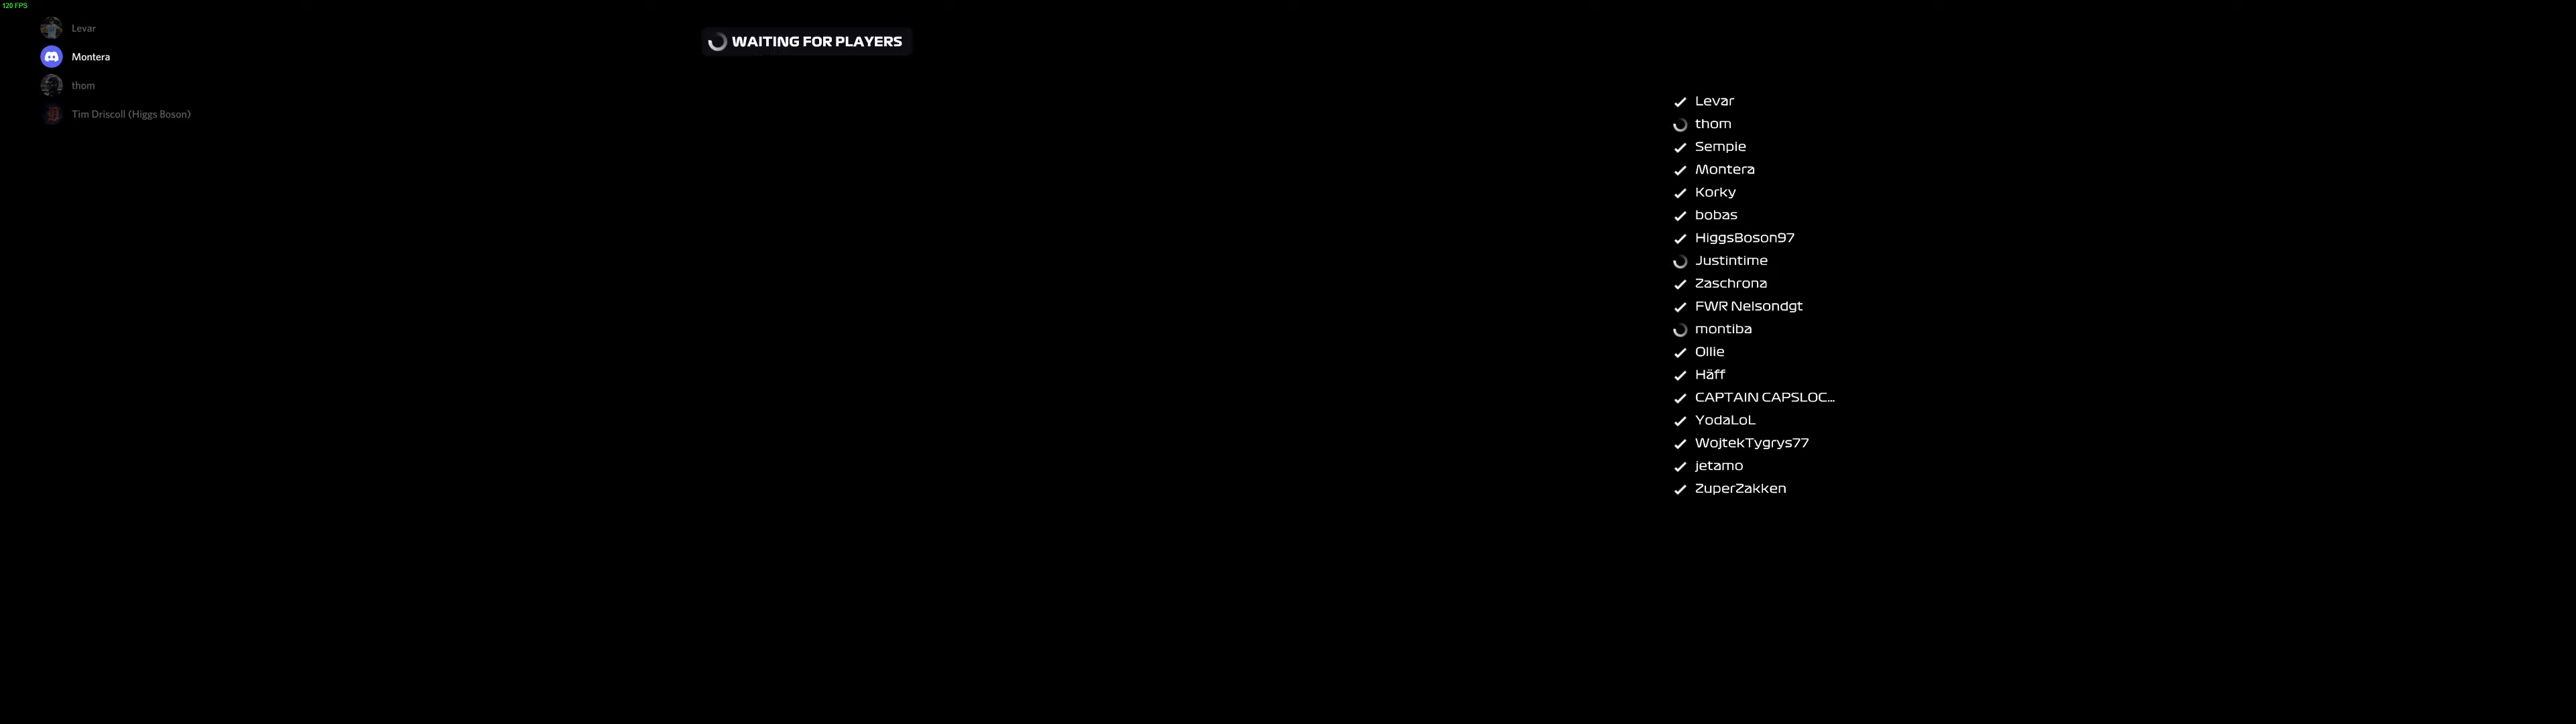 120 FPS
Levar
Montera
thom
Tim Driscoll (Higgs Boson)
WAITING FOR PLAYERS
Levar
thom
Sempie
Montera
Korky
bobas
HiggsBoson97
Justintime
Zaschrona
FWR Nelsondgt
montiba
Ollie
Häff
CAPTAIN CAPSLOC...
YodaLoL
WojtekTygrys77
jetamo
ZuperZakken